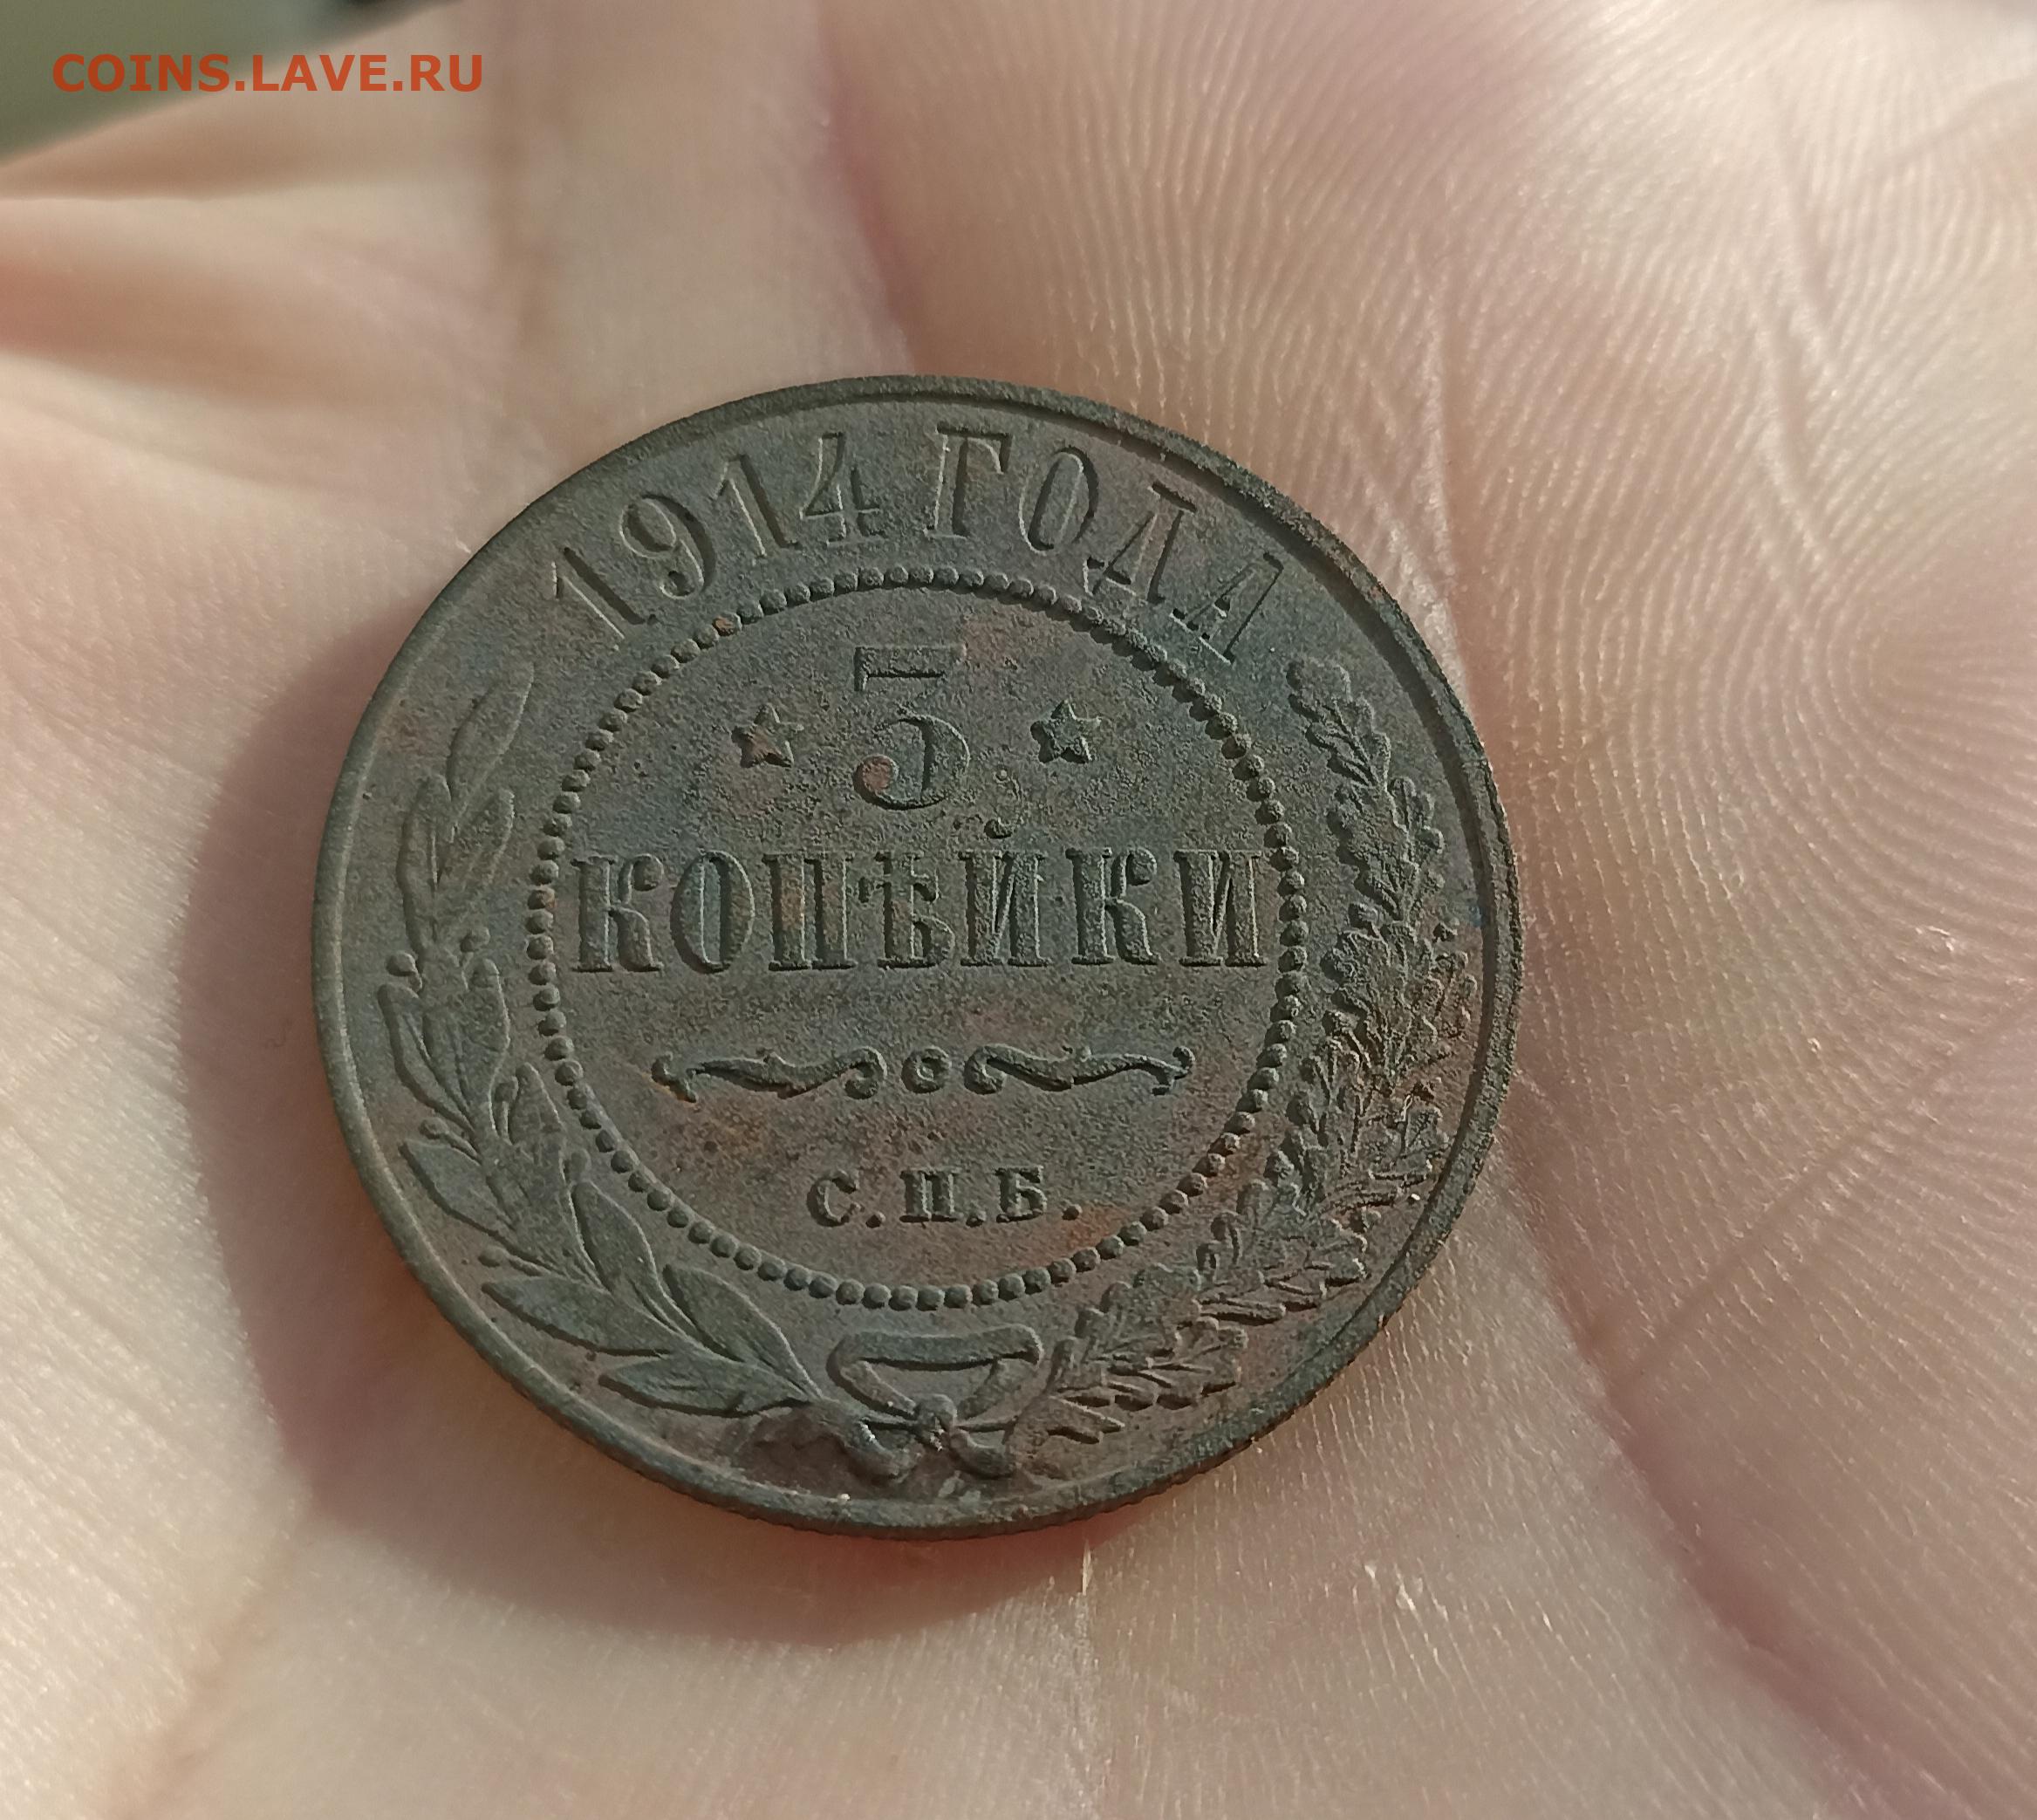 COINS.LAVE.RU
1914 ГОДА
3
КОПѢЙКИ
С.П.Б.